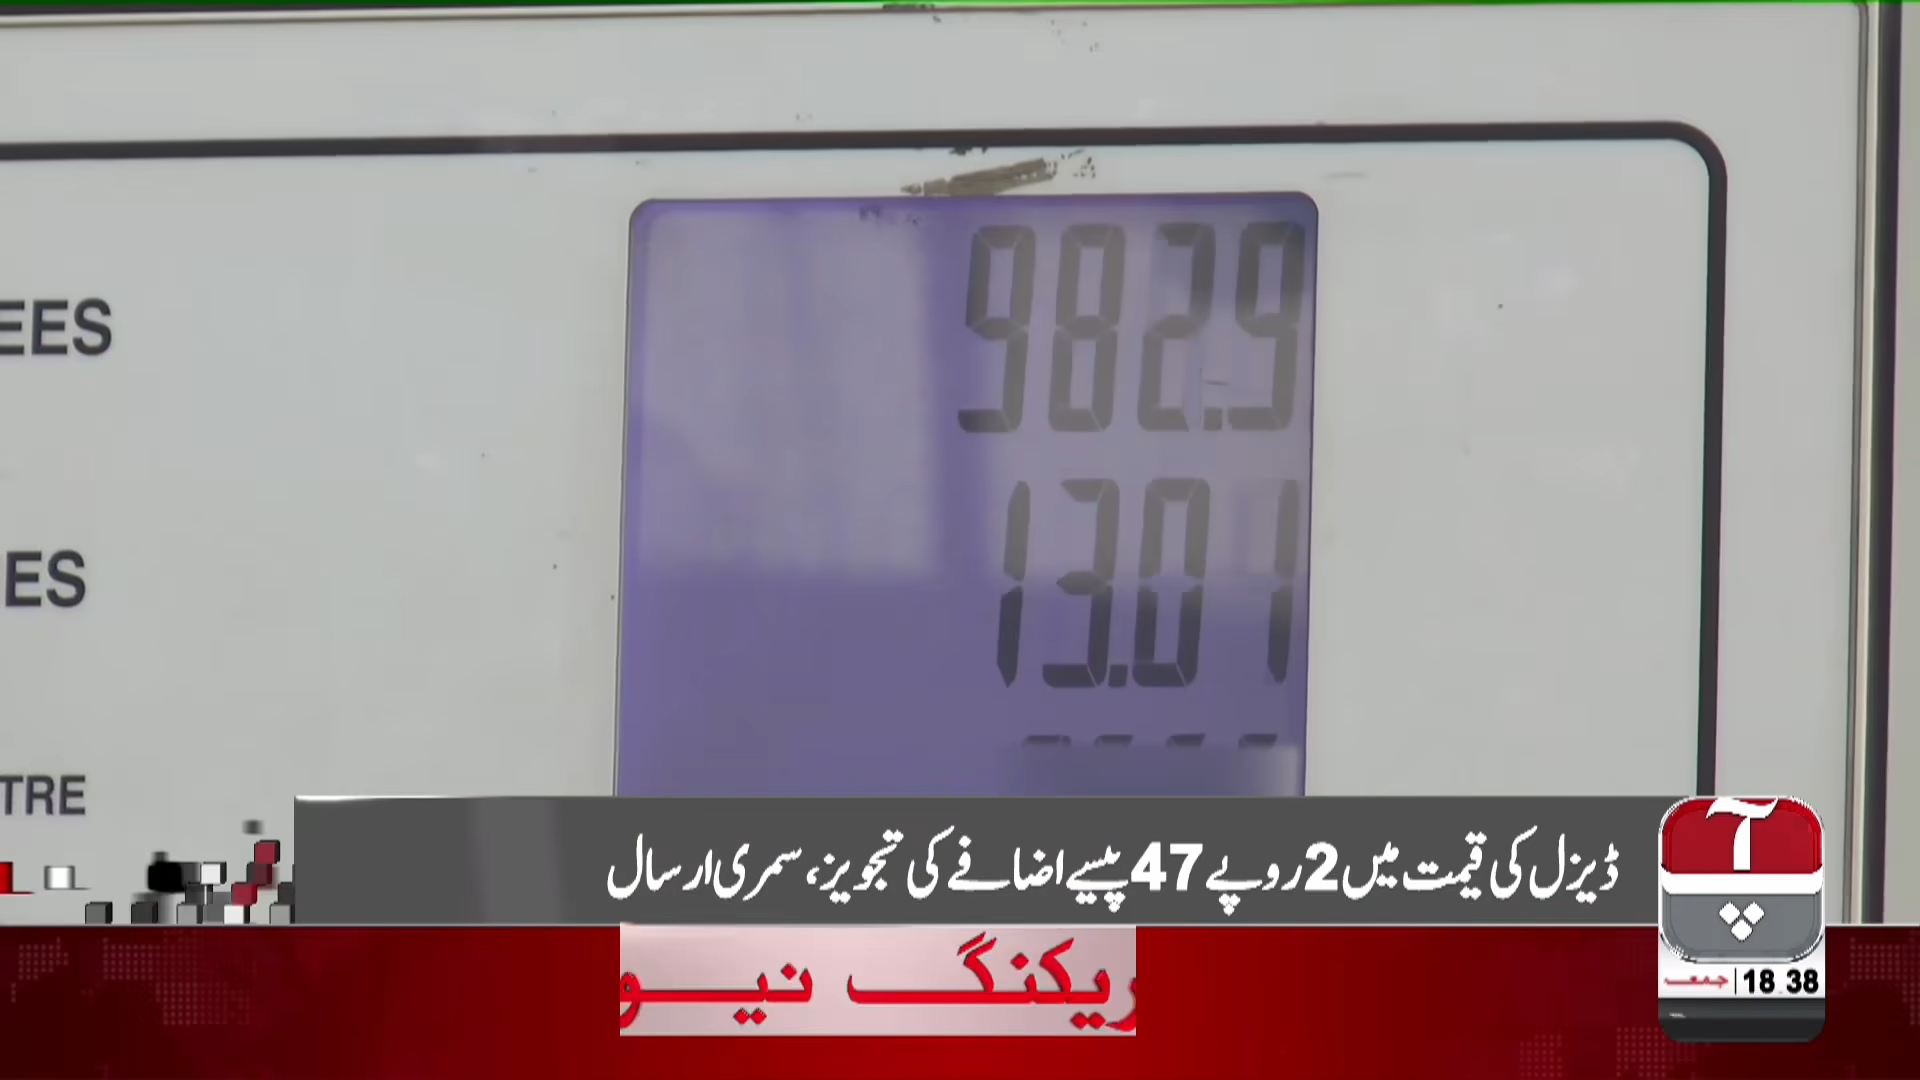 EES
982.9
ES
13.01
TRE
ڈیزل کی قیمت میں 2 روپے 47 پیسے اضافے کی تجویز، سمری ارسال
آپ
ریکنگ نیو
جمعہ 18 38